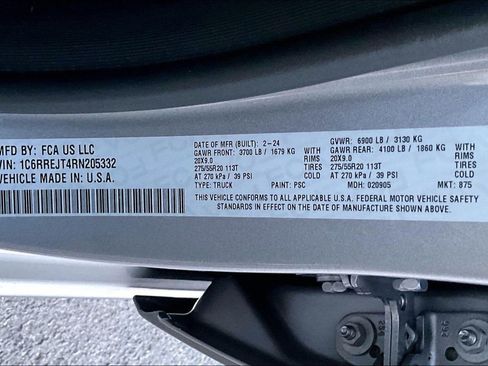 MFD BY: FCA US LLC
VIN: 1C6RREJT4RN205332
VEHICLE MADE IN: U.S.A.
DATE OF MFR (BUILT) 2-24
GAWR FRONT: 3700 LB / 1679 KG
20X9.0
275/55R20 113T TIRES
AT 270 kPa / 39 PSI COLD
TYPE: TRUCK PAINT: PSC
GVWR: 6900 LB / 3130 KG
GAWR REAR: 4100 LB / 1860 KG
20X9.0
275/55R20 113T TIRES
AT 270 kPa / 39 PSI COLD
MDH: 020905 MKT: 875
THIS VEHICLE CONFORMS TO ALL APPLICABLE U.S.A. FEDERAL MOTOR VEHICLE SAFETY
STANDARDS IN EFFECT ON THE DATE OF MANUFACTURE SHOWN ABOVE.